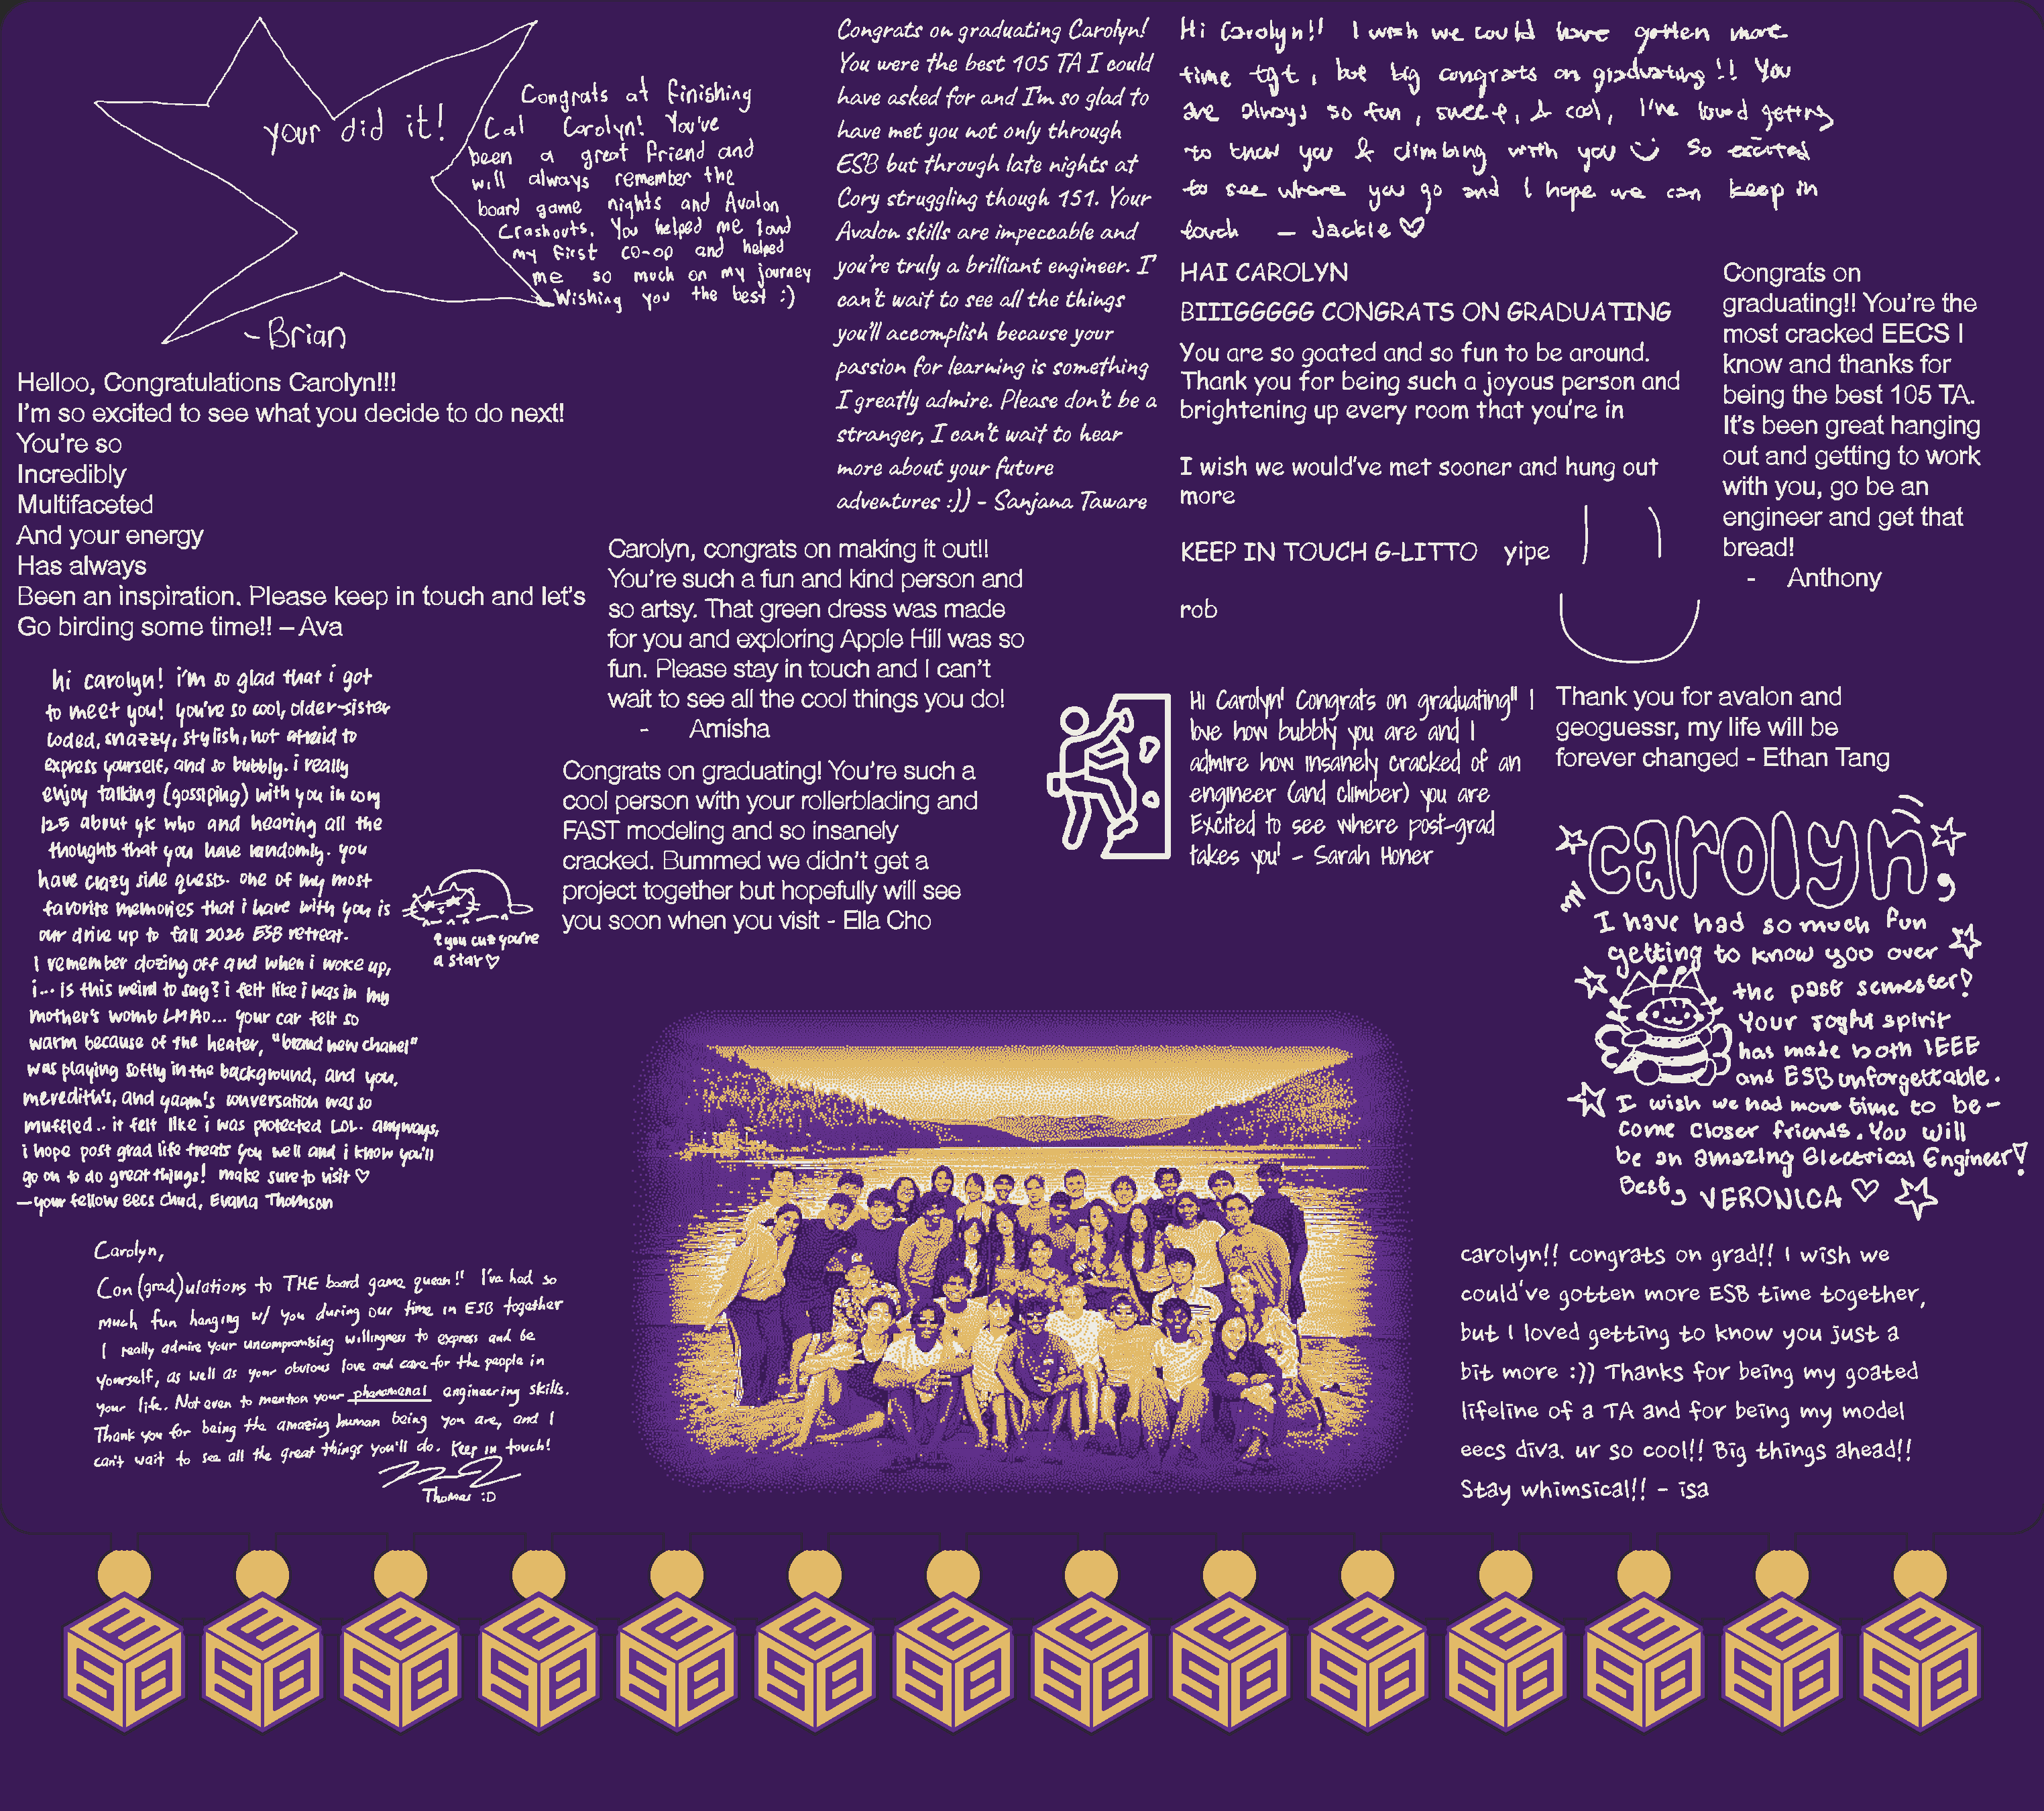 your did it!
Congrats at finishing
Cal Carolyn! You've
been a great friend and
will always remember the
board game nights and Avalon
Crashouts. You helped me land
my first co-op and helped
me so much on my journey
Wishing you the best :)
-Brian
Congrats on graduating Carolyn!
You were the best 105 TA I could
have asked for and I'm so glad to
have met you not only through
ESB but through late nights at
Cory struggling though 151. Your
Avalon skills are impeccable and
you're truly a brilliant engineer. I
can't wait to see all the things
you'll accomplish because your
passion for learning is something
I greatly admire. Please don't be a
stranger, I can't wait to hear
more about your future
adventures :)) - Sanjana Taware
Hi Carolyn!! I wish we could have gotten more
time tgt, but big congrats on graduating!! You
are always so fun, sweet, & cool, I've loved getting
to know you & climbing with you :) So excited
to see where you go and I hope we can keep in
touch — Jackie ♡
HAI CAROLYN
BIIIGGGGG CONGRATS ON GRADUATING
You are so goated and so fun to be around.
Thank you for being such a joyous person and
brightening up every room that you're in
I wish we would've met sooner and hung out
more
KEEP IN TOUCH G-LITTO yipe
rob
Congrats on
graduating!! You're the
most cracked EECS I
know and thanks for
being the best 105 TA.
It's been great hanging
out and getting to work
with you, go be an
engineer and get that
bread!
- Anthony
Helloo, Congratulations Carolyn!!!
I'm so excited to see what you decide to do next!
You're so
Incredibly
Multifaceted
And your energy
Has always
Been an inspiration. Please keep in touch and let's
Go birding some time!! – Ava
Carolyn, congrats on making it out!!
You're such a fun and kind person and
so artsy. That green dress was made
for you and exploring Apple Hill was so
fun. Please stay in touch and I can't
wait to see all the cool things you do!
- Amisha
hi carolyn! i'm so glad that i got
to meet you! you've so cool, older-sister
coded, snazzy, stylish, not afraid to
express yourself, and so bubbly. i really
enjoy talking (gossiping) with you in cory
125 about yk who and hearing all the
thoughts that you have randomly. you
have crazy side quests. one of my most
favorite memories that i have with you is
our drive up to fall 2026 ESB retreat.
I remember dozing off and when i woke up,
i... is this weird to say? i felt like i was in my
mother's womb LMAO... your car felt so
warm because of the heater, "brand new chanel"
was playing softly in the background, and you,
meredith's, and yaam's conversation was so
muffled.. it felt like i was protected LOL. anyways,
i hope post grad life treats you well and i know you'll
go on to do great things! make sure to visit ♡
—your fellow eecs chud, Evana Thomson
you cuz you're
a star ♡
Congrats on graduating! You're such a
cool person with your rollerblading and
FAST modeling and so insanely
cracked. Bummed we didn't get a
project together but hopefully will see
you soon when you visit - Ella Cho
Hi Carolyn! Congrats on graduating!! I
love how bubbly you are and I
admire how insanely cracked of an
engineer (and climber) you are
Excited to see where post-grad
takes you! - Sarah Honer
Thank you for avalon and
geoguessr, my life will be
forever changed - Ethan Tang
carolyn,
I have had so much fun
getting to know you over
the past semester!
Your joyful spirit
has made both IEEE
and ESB unforgettable.
I wish we had more time to be-
come closer friends. You will
be an amazing Electrical Engineer!
Best, VERONICA ♡
Carolyn,
Con(grad)ulations to THE board game queen!! I've had so
much fun hanging w/ you during our time in ESB together
I really admire your uncompromising willingness to express and be
yourself, as well as your obvious love and care for the people in
your life. Not even to mention your phenomenal engineering skills.
Thank you for being the amazing human being you are, and I
can't wait to see all the great things you'll do. Keep in touch!
Thomas :D
carolyn!! congrats on grad!! I wish we
could've gotten more ESB time together,
but I loved getting to know you just a
bit more :)) Thanks for being my goated
lifeline of a TA and for being my model
eecs diva. ur so cool!! Big things ahead!!
Stay whimsical!! - isa
ESB ESB ESB ESB ESB ESB ESB ESB ESB ESB ESB ESB ESB ESB